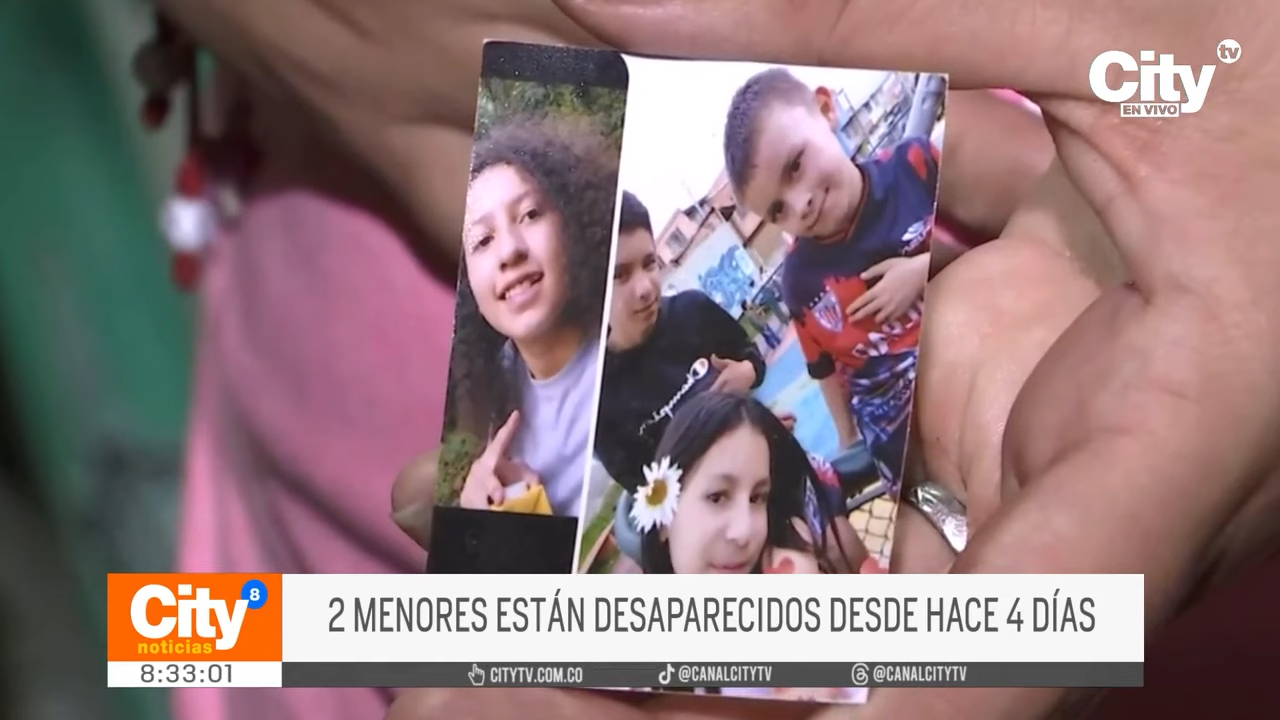 City tv
EN VIVO
City 8
noticias
2 MENORES ESTÁN DESAPARECIDOS DESDE HACE 4 DÍAS
8:33:01
CITYTV.COM.CO @CANALCITYTV @CANALCITYTV